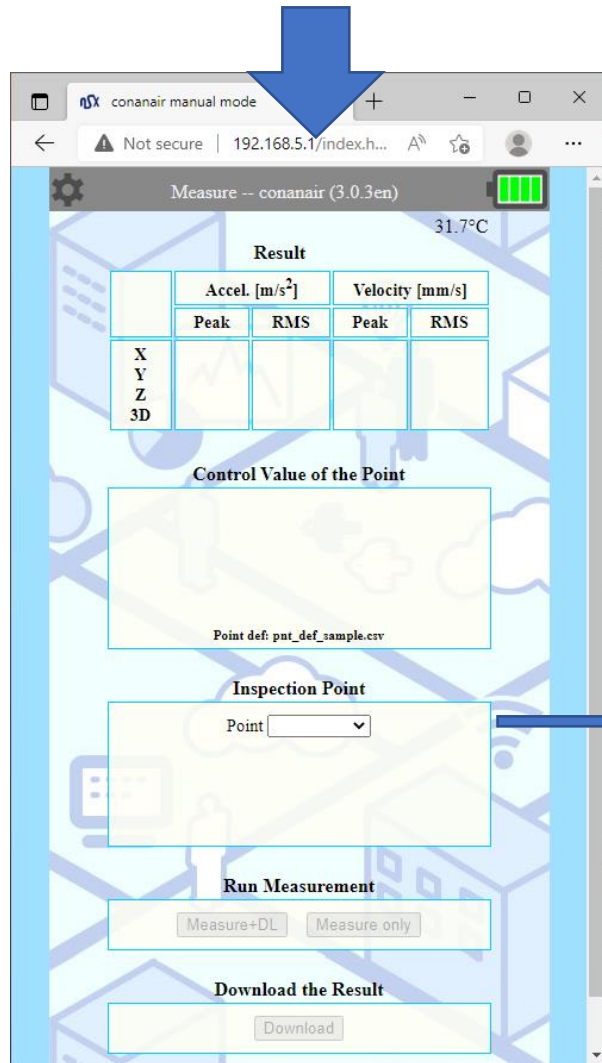 conanair manual mode
Not secure | 192.168.5.1/index.h...
Measure -- conanair (3.0.3en)
31.7°C
Result
Accel. [m/s²] Velocity [mm/s]
Peak RMS Peak RMS
X
Y
Z
3D
Control Value of the Point
Point def: pnt_def_sample.csv
Inspection Point
Point
Run Measurement
Measure+DL Measure only
Download the Result
Download